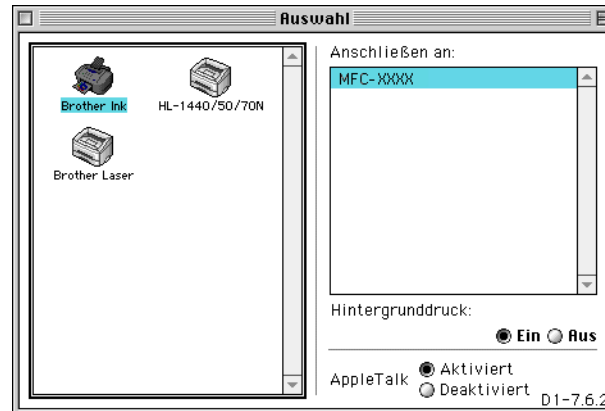 Auswahl
Brother Ink
HL-1440/50/70N
Brother Laser
Anschließen an:
MFC-XXXX
Hintergrunddruck:
Ein Aus
AppleTalk
Aktiviert
Deaktiviert
D1-7.6.2